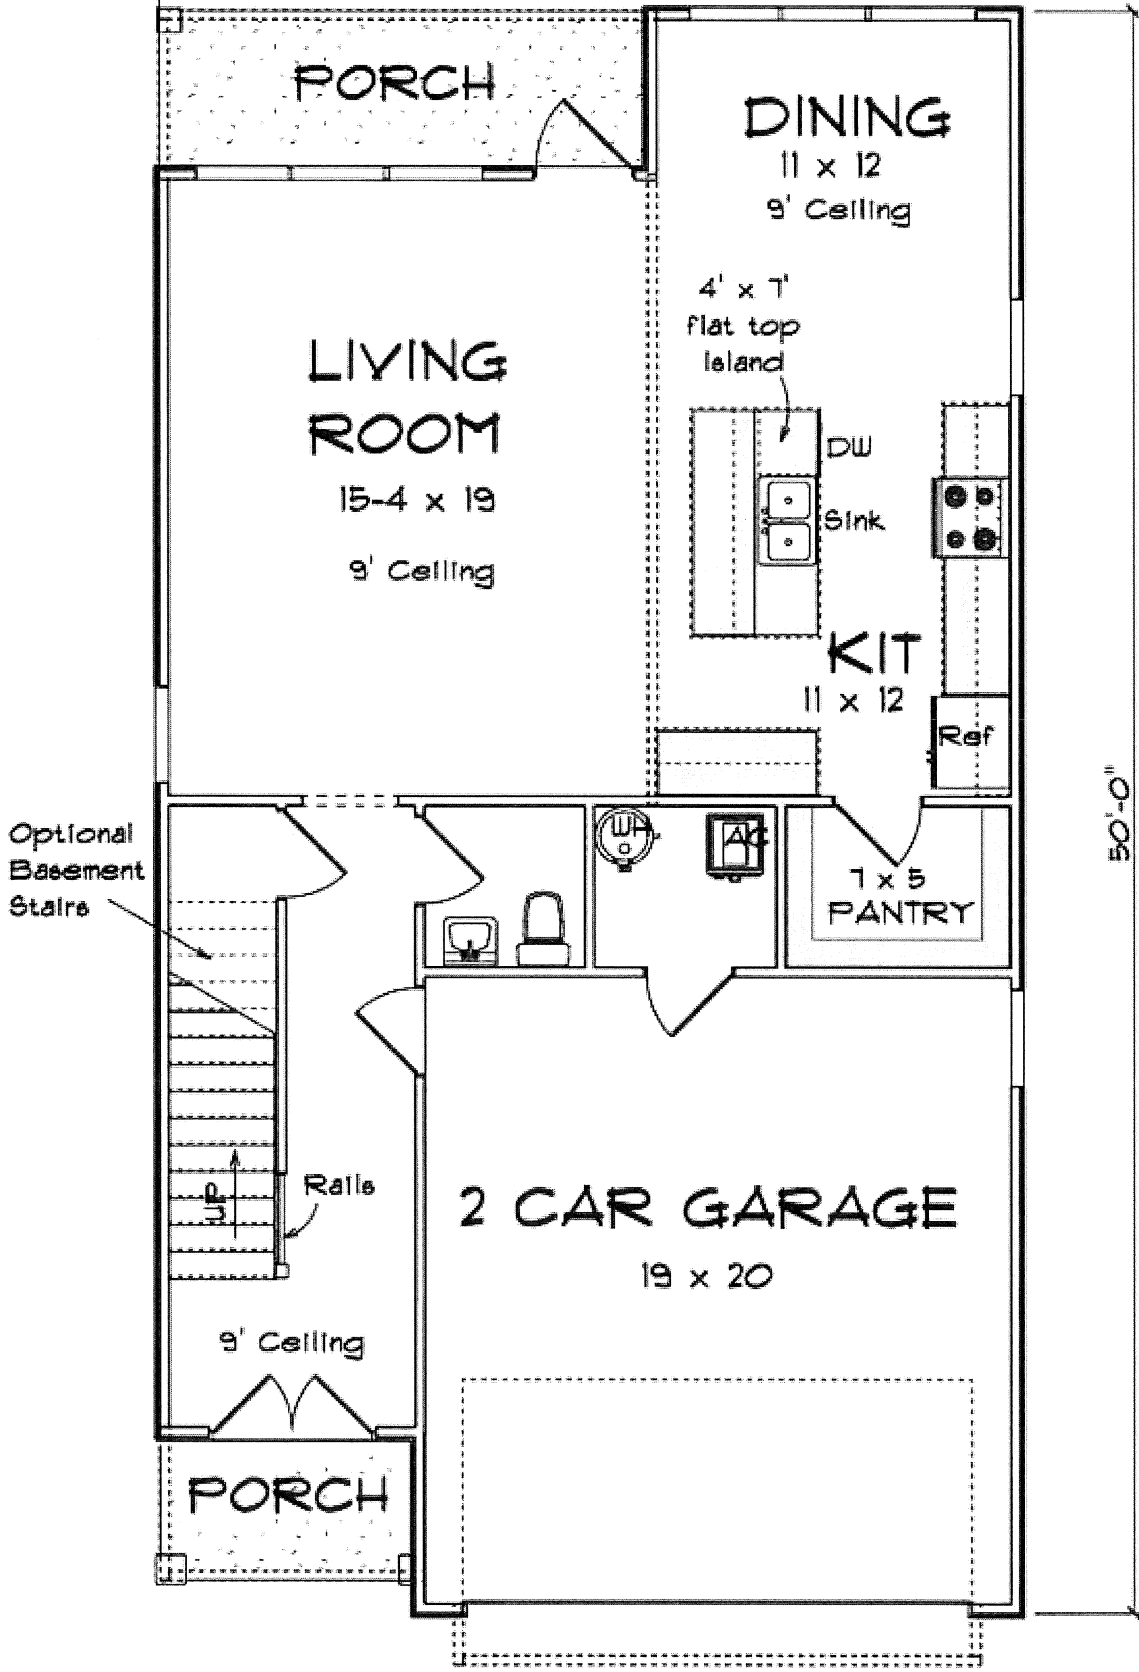 PORCH
DINING
11 x 12
9' Ceiling
4' x 7'
flat top
Island
LIVING
ROOM
15-4 x 19
9' Ceiling
DW
Sink
KIT
11 x 12
Ref
50'-0"
Optional
Basement
Stairs
WH
AC
7 x 5
PANTRY
UP
Rails
2 CAR GARAGE
19 x 20
9' Ceiling
PORCH